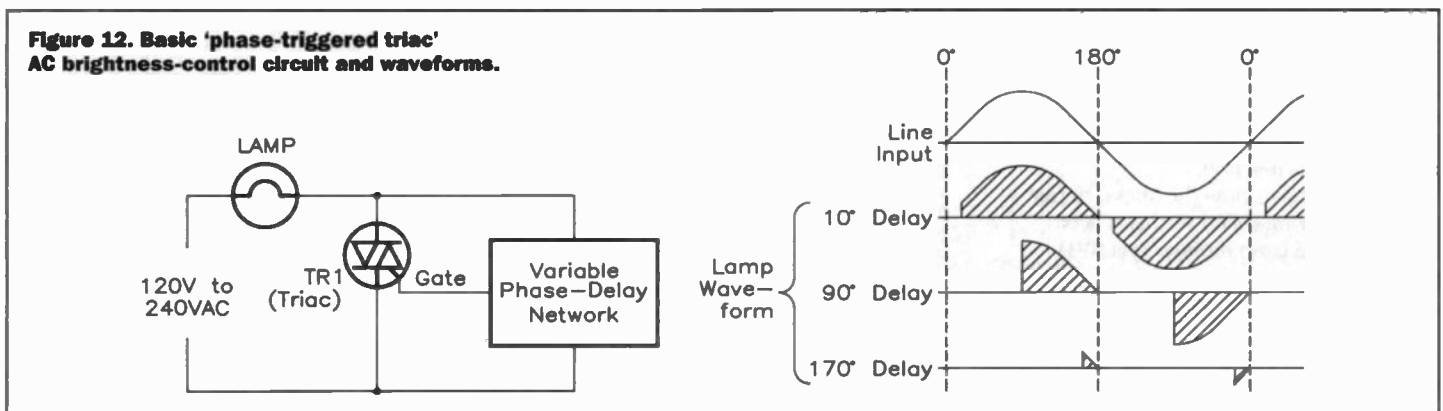 Figure 12. Basic 'phase-triggered triac'
AC brightness-control circuit and waveforms.
LAMP
120V to
240VAC
TR1
(Triac)
Gate
Variable
Phase-Delay
Network
0°
180°
0°
Line
Input
Lamp
Wave-
form
10° Delay
90° Delay
170° Delay